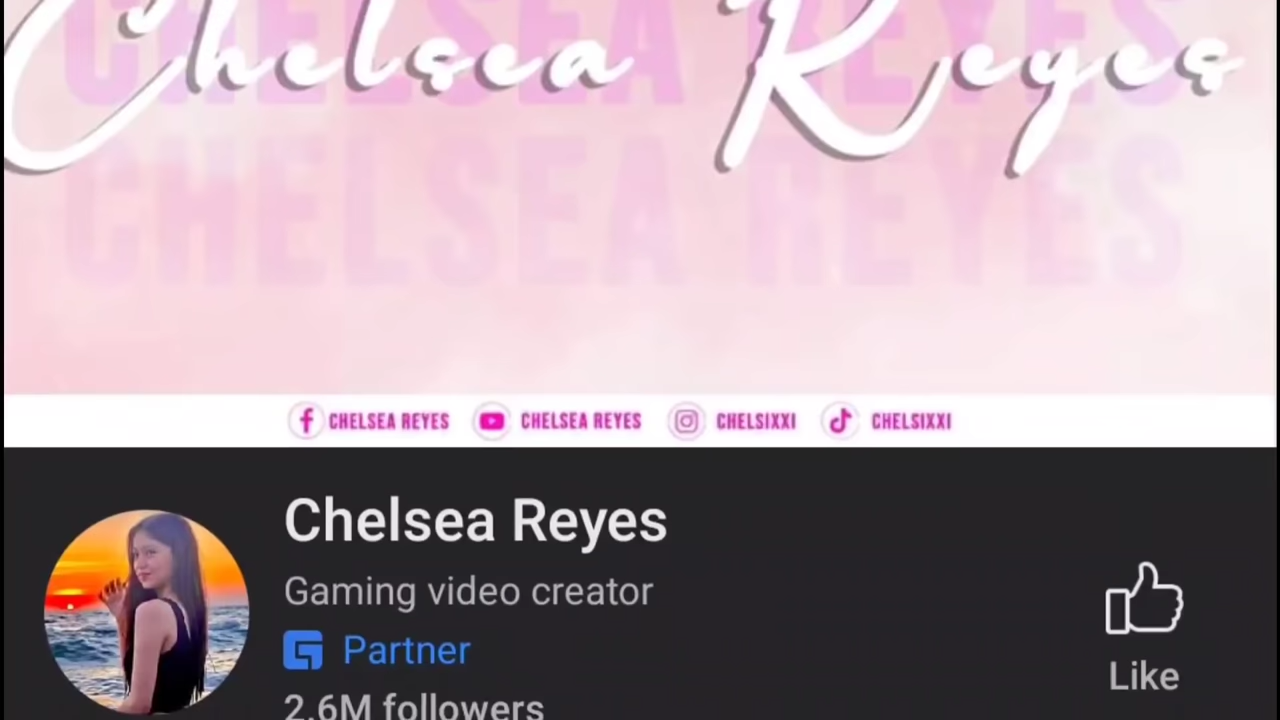 CHELSEA REYES
Chelsea Reyes
CHELSEA REYES
CHELSEA REYES CHELSEA REYES CHELSIXXI CHELSIXXI
Chelsea Reyes
Gaming video creator
Partner
2.6M followers
Like